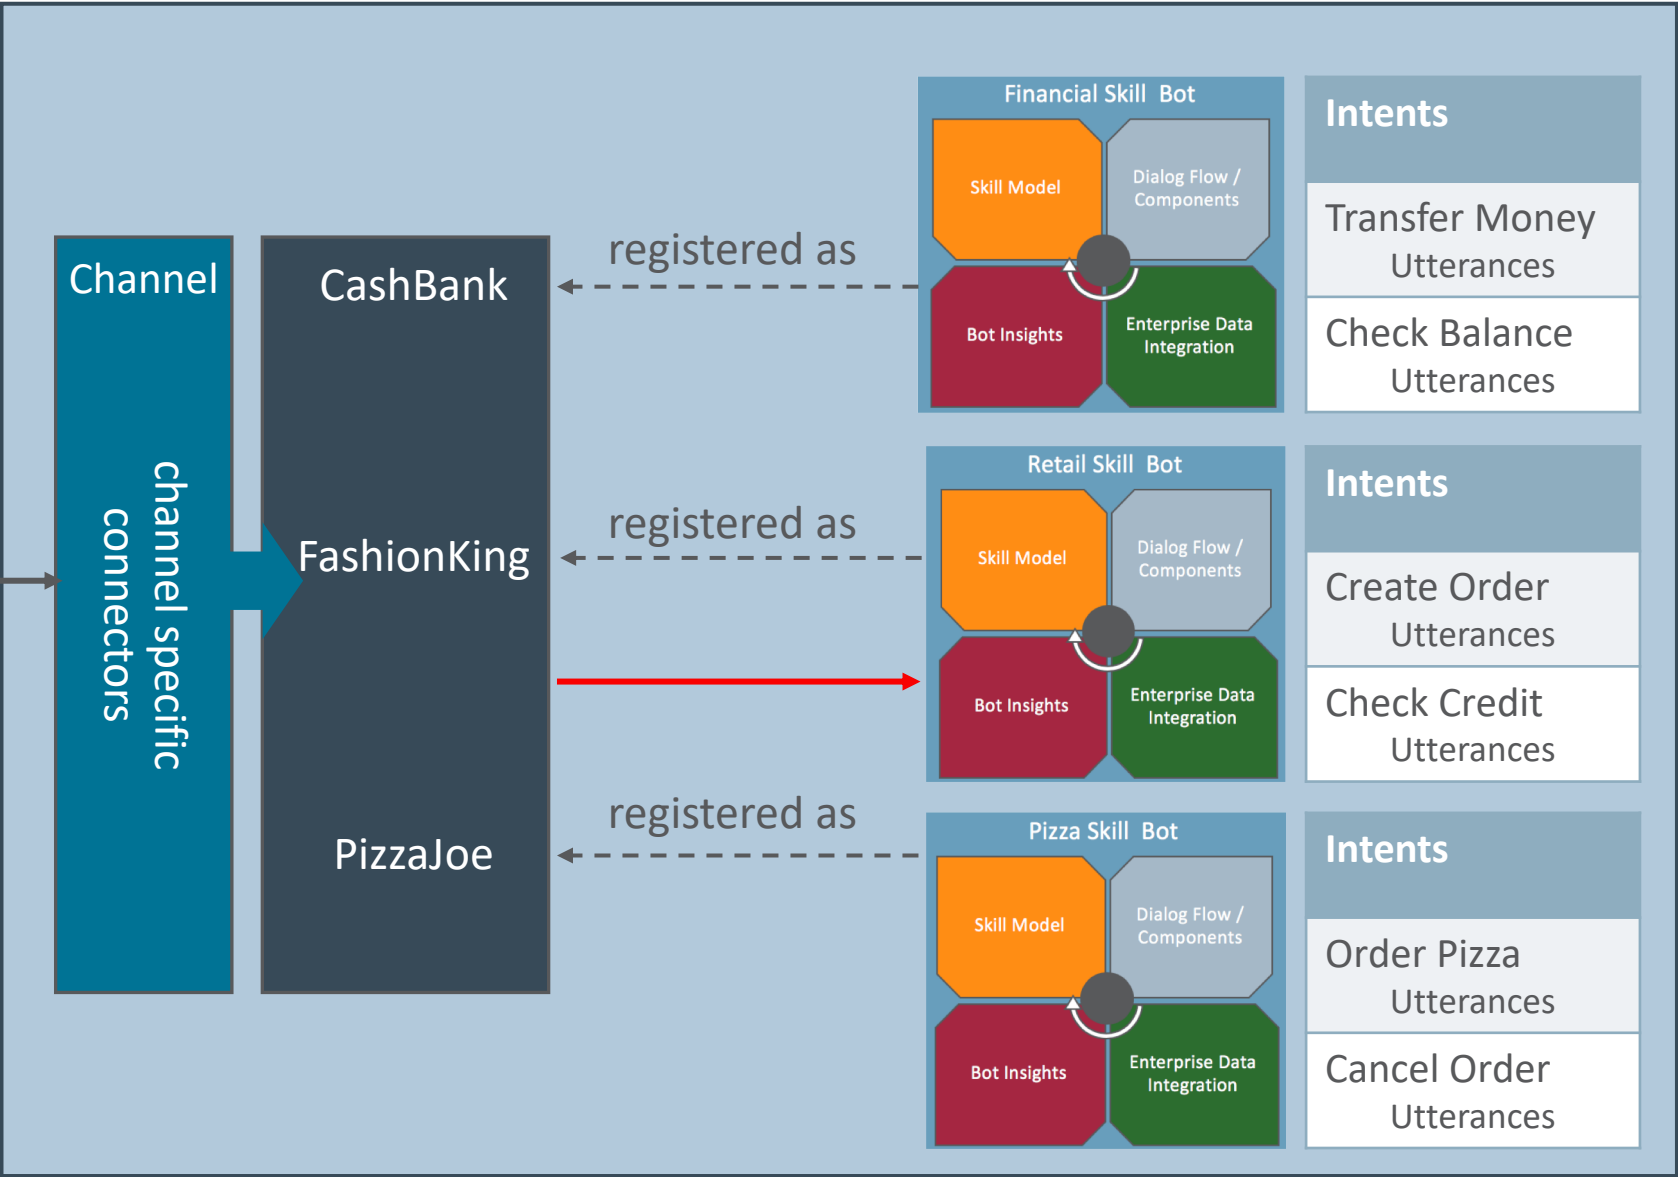 Channel
channel specific
connectors
CashBank
FashionKing
PizzaJoe
registered as
registered as
registered as
Financial Skill Bot
Skill Model
Dialog Flow /
Components
Bot Insights
Enterprise Data
Integration
Intents
Transfer Money
Utterances
Check Balance
Utterances
Retail Skill Bot
Skill Model
Dialog Flow /
Components
Bot Insights
Enterprise Data
Integration
Intents
Create Order
Utterances
Check Credit
Utterances
Pizza Skill Bot
Skill Model
Dialog Flow /
Components
Bot Insights
Enterprise Data
Integration
Intents
Order Pizza
Utterances
Cancel Order
Utterances